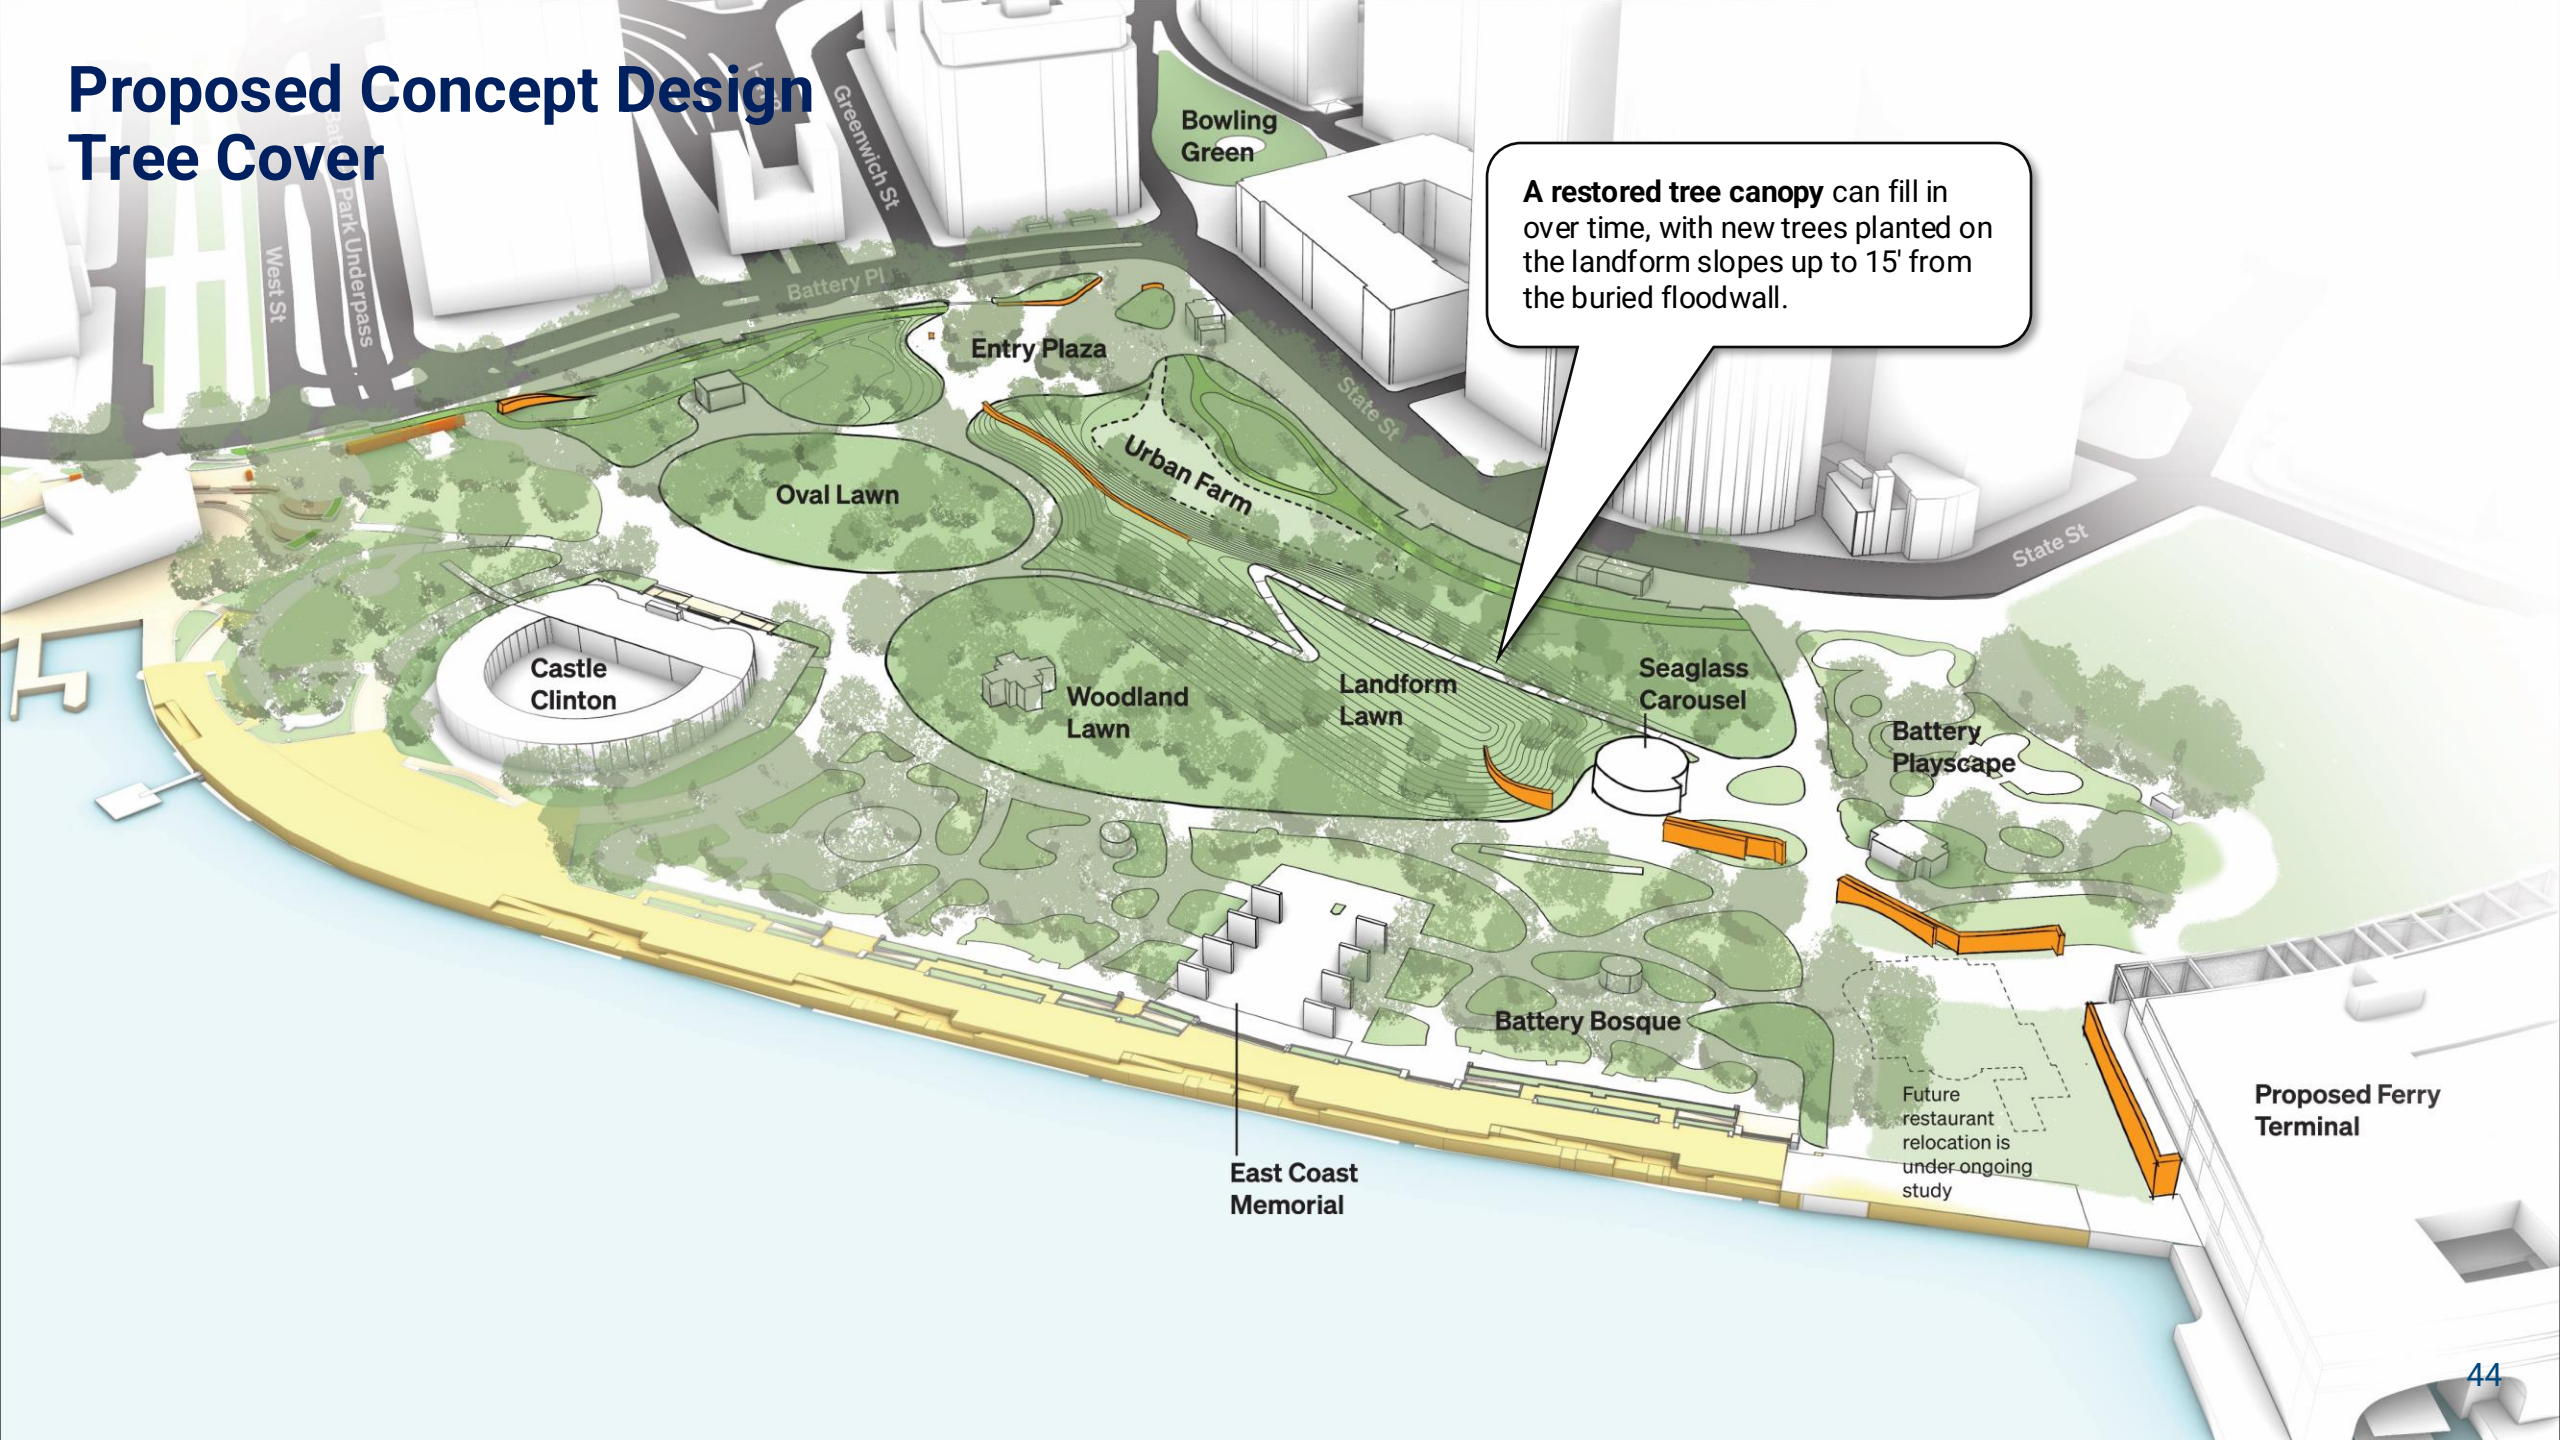 Proposed Concept Design
Tree Cover
Greenwich St
Park Underpass
West St
Battery Pl
Bowling
Green
A restored tree canopy can fill in
over time, with new trees planted on
the landform slopes up to 15' from
the buried floodwall.
Entry Plaza
State St
Urban Farm
Oval Lawn
State St
Castle
Clinton
Woodland
Lawn
Landform
Lawn
Seaglass
Carousel
Battery
Playscape
Battery Bosque
Future
restaurant
relocation is
under ongoing
study
Proposed Ferry
Terminal
East Coast
Memorial
44